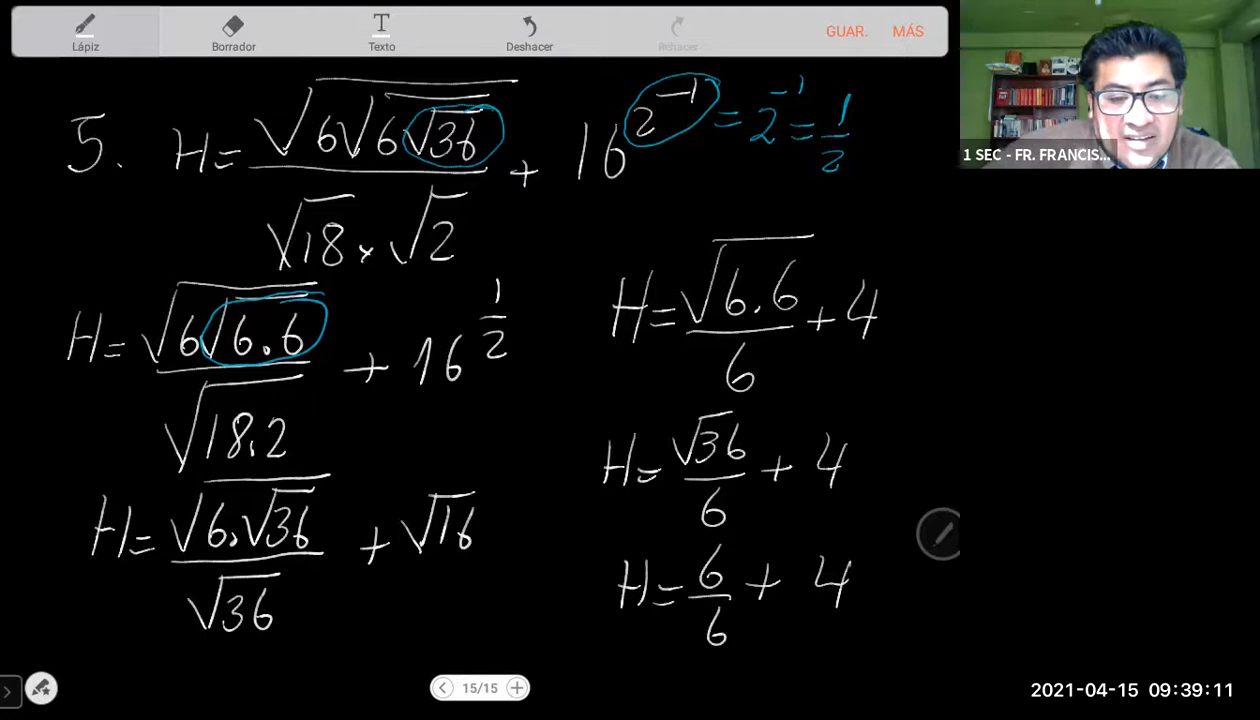 Lápiz Borrador Texto Deshacer Rehacer GUAR. MÁS
1 SEC - FR. FRANCIS...
5. H = √(6√(6√36)) / (√18 × √2) + 16^(2^-1) = 2^-1 = 1/2
H = √(6√(6.6)) / √(18.2) + 16^(1/2)
H = √(6.√36) / √36 + √16
H = √(6.6) / 6 + 4
H = √36 / 6 + 4
H = 6/6 + 4
15/15
2021-04-15 09:39:11